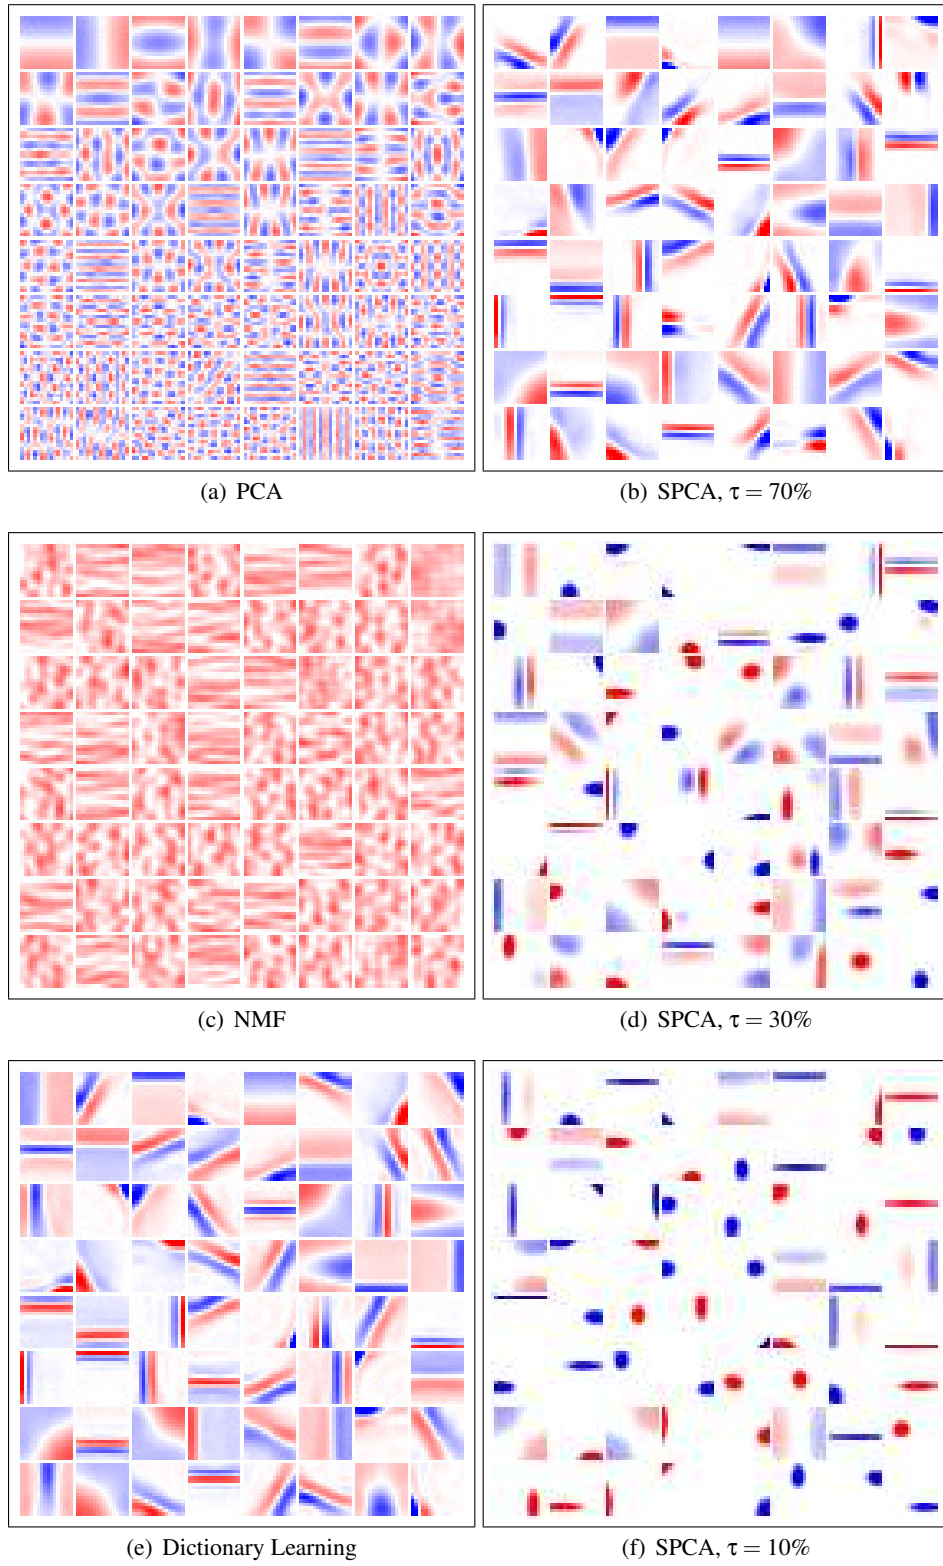 (a) PCA
(b) SPCA, τ = 70%
(c) NMF
(d) SPCA, τ = 30%
(e) Dictionary Learning
(f) SPCA, τ = 10%